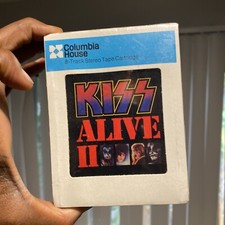 Columbia
House
8-Track Stereo Tape Cartridge
KISS
ALIVE
II